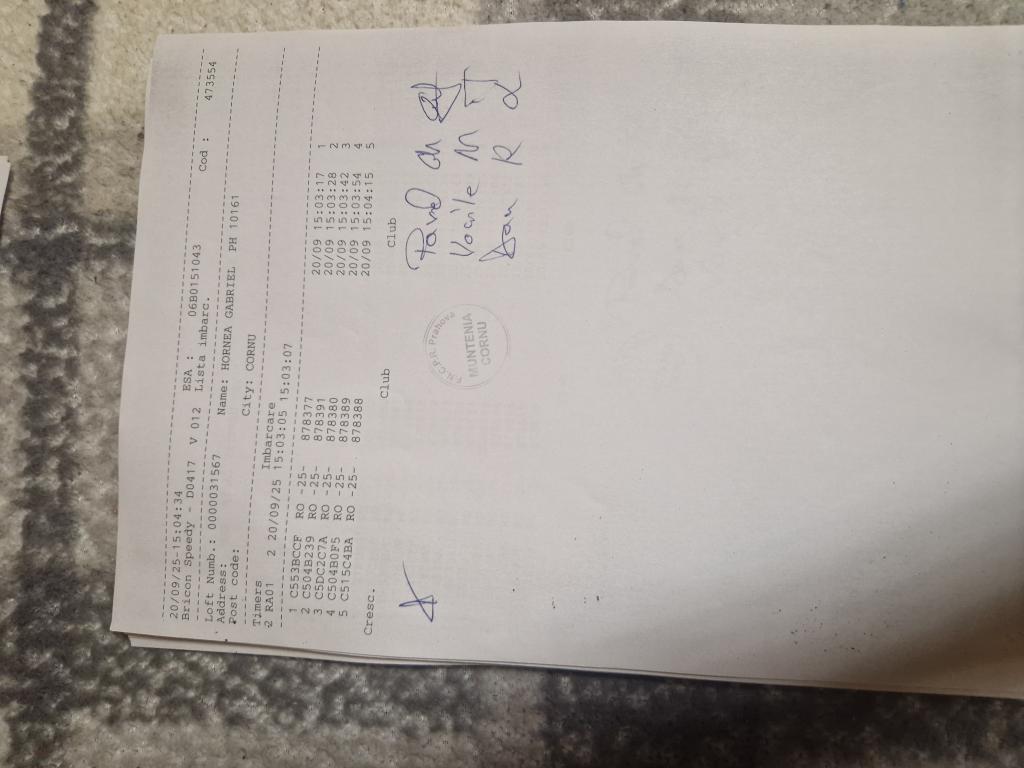 20/09/25-15:04:34
Bricon Speedy - D0417 V 012 ESA : 06B0151043
Lista imbarc. Cod : 473554
Loft Numb.: 0000031567
Address: Name: HORNEA GABRIEL PH 10161
Post code: City: CORNU
Timers Imbarcare
2 RA01 2 20/09/25 15:03:05 15:03:07
1 C553BCCF RO -25- 878377 20/09 15:03:17 1
2 C504B239 RO -25- 878391 20/09 15:03:28 2
3 C5DC2C7A RO -25- 878380 20/09 15:03:42 3
4 C504B0F5 RO -25- 878389 20/09 15:03:54 4
5 C515C4BA RO -25- 878388 20/09 15:04:15 5
Cresc. Club Club
F.N.C.P.R. Prahova
MUNTENIA
CORNU
Pavel
Vasile
Dan R